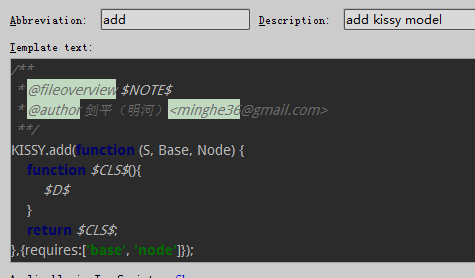 Abbreviation: add Description: add kissy model
Template text:
/**
* @fileoverview $NOTE$
* @author 剑平（明河）<minghe36@gmail.com>
**/
KISSY.add(function (S, Base, Node) {
function $CLS$(){
$D$
}
return $CLS$;
},{requires:['base', 'node']});